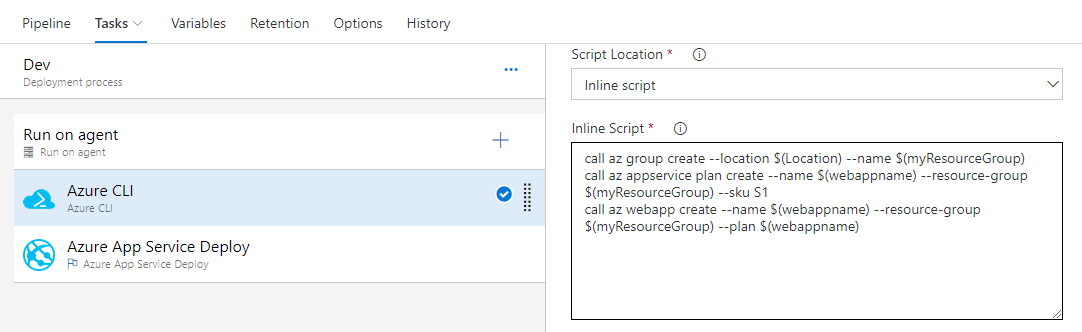 Pipeline Tasks Variables Retention Options History
Dev
Deployment process
...
Run on agent
Run on agent
Azure CLI
Azure CLI
Azure App Service Deploy
Azure App Service Deploy
Script Location *
Inline script
Inline Script *
call az group create --location $(Location) --name $(myResourceGroup)
call az appservice plan create --name $(webappname) --resource-group
$(myResourceGroup) --sku S1
call az webapp create --name $(webappname) --resource-group
$(myResourceGroup) --plan $(webappname)